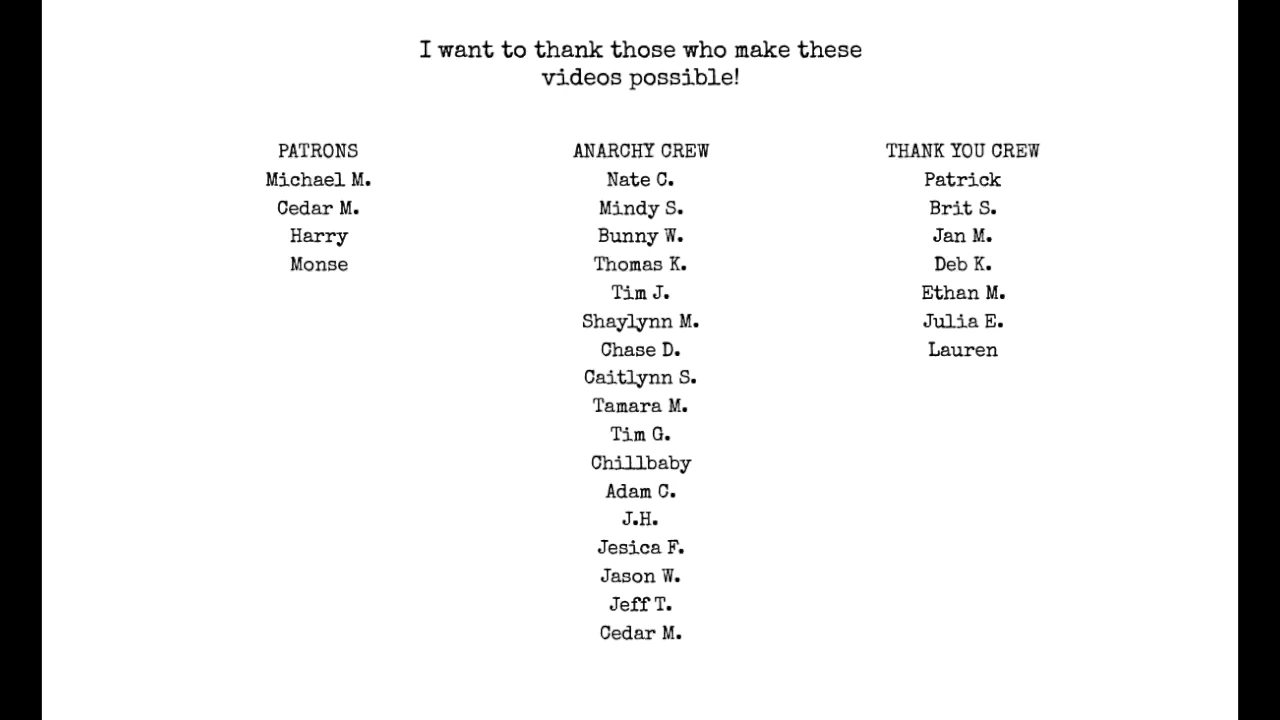 I want to thank those who make these
videos possible!
PATRONS
Michael M.
Cedar M.
Harry
Monse
ANARCHY CREW
Nate C.
Mindy S.
Bunny W.
Thomas K.
Tim J.
Shaylynn M.
Chase D.
Caitlynn S.
Tamara M.
Tim G.
Chillbaby
Adam C.
J.H.
Jesica F.
Jason W.
Jeff T.
Cedar M.
THANK YOU CREW
Patrick
Brit S.
Jan M.
Deb K.
Ethan M.
Julia E.
Lauren